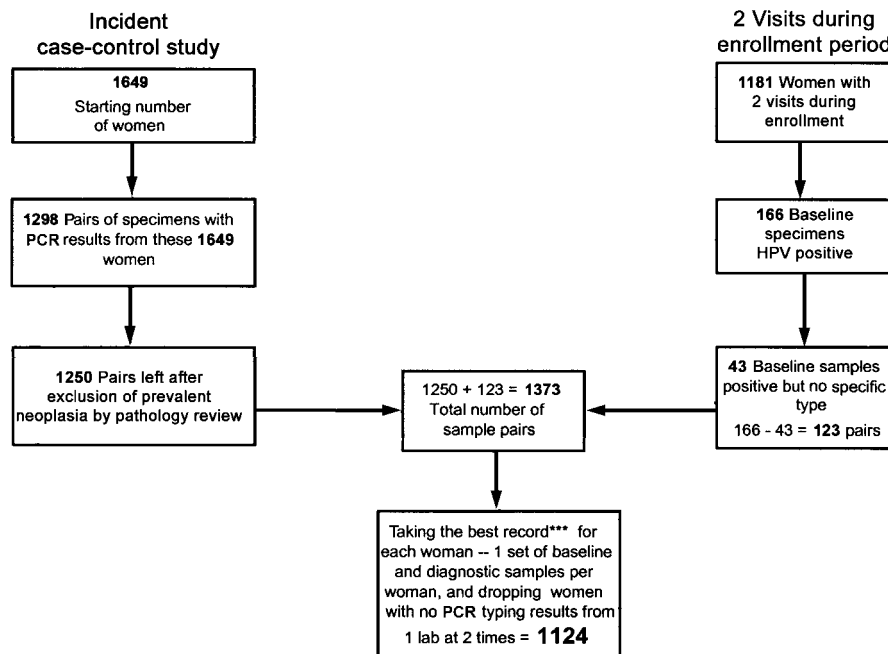 Incident
case-control study
1649
Starting number
of women
1298 Pairs of specimens with
PCR results from these 1649
women
1250 Pairs left after
exclusion of prevalent
neoplasia by pathology review
2 Visits during
enrollment period
1181 Women with
2 visits during
enrollment
166 Baseline
specimens
HPV positive
43 Baseline samples
positive but no specific
type
166 - 43 = 123 pairs
1250 + 123 = 1373
Total number of
sample pairs
Taking the best record*** for
each woman -- 1 set of baseline
and diagnostic samples per
woman, and dropping women
with no PCR typing results from
1 lab at 2 times = 1124